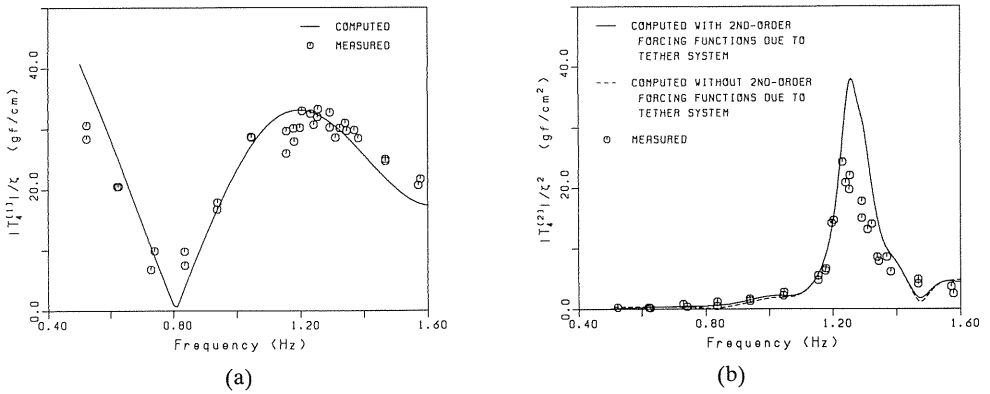 COMPUTED
MEASURED
40.0
20.0
0.0
|T₄⁽¹⁾|/ζ (gf/cm)
0.40 0.80 1.20 1.60
Frequency (Hz)
(a)
COMPUTED WITH 2ND-ORDER
FORCING FUNCTIONS DUE TO
TETHER SYSTEM
COMPUTED WITHOUT 2ND-ORDER
FORCING FUNCTIONS DUE TO
TETHER SYSTEM
MEASURED
40.0
20.0
0.0
|T₄⁽²⁾|/ζ² (gf/cm²)
0.40 0.80 1.20 1.60
Frequency (Hz)
(b)